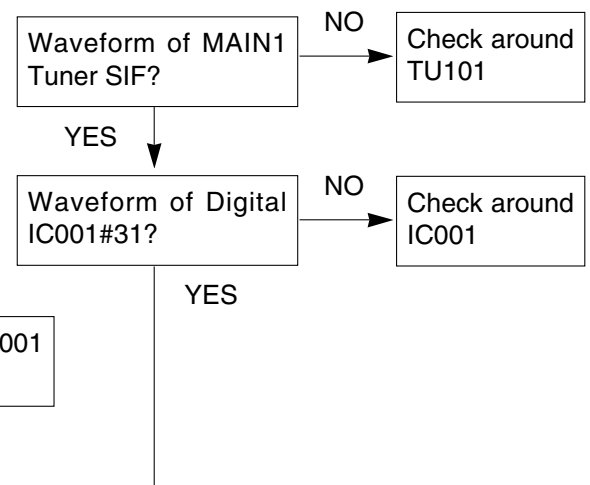 Waveform of MAIN1
Tuner SIF?
NO
Check around
TU101
YES
Waveform of Digital
IC001#31?
NO
Check around
IC001
YES
001